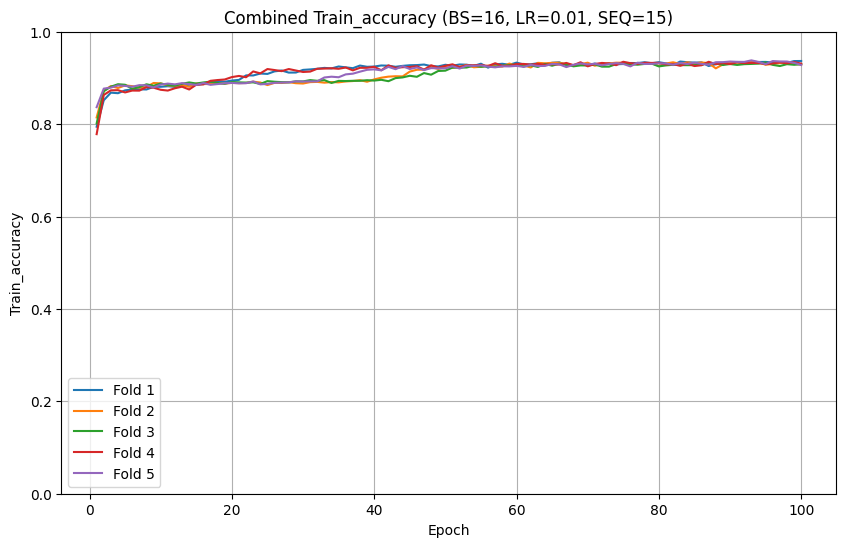 Combined Train_accuracy (BS=16, LR=0.01, SEQ=15)
Train_accuracy
1.0
0.8
0.6
0.4
0.2
0.0
Fold 1
Fold 2
Fold 3
Fold 4
Fold 5
0 20 40 60 80 100
Epoch